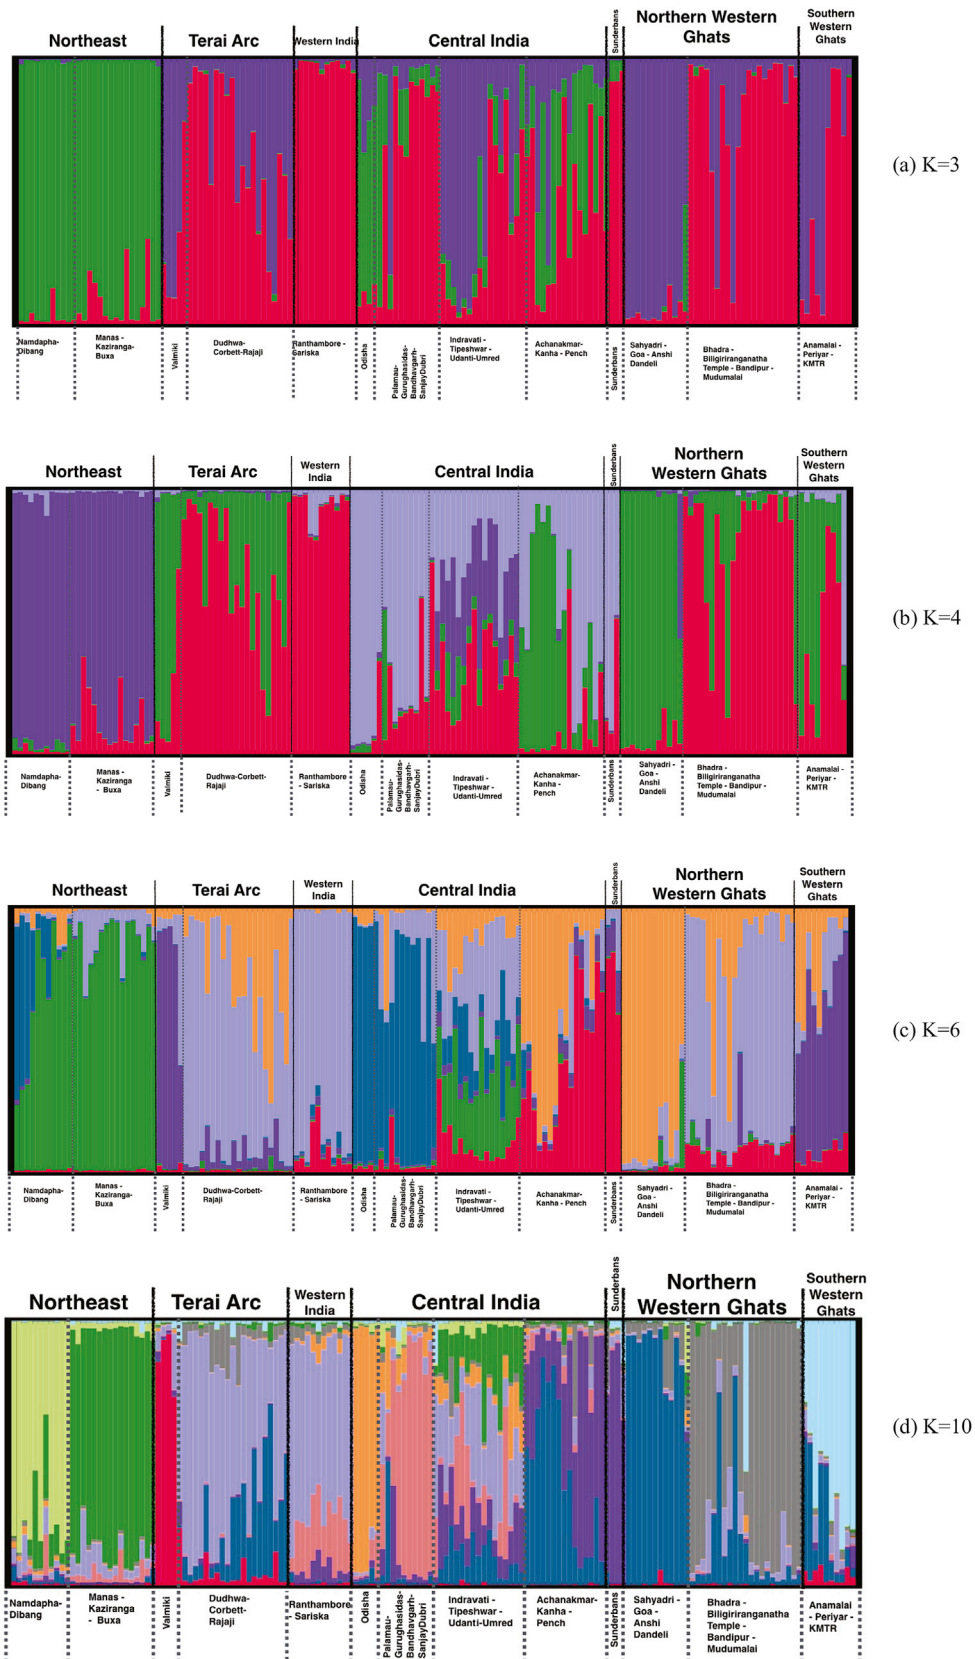 Northeast
Terai Arc
Western India
Central India
Sunderbans
Northern Western
Ghats
Southern
Western
Ghats
(a) K=3
Namdapha-
Dibang
Manas -
Kaziranga-
Buxa
Valmiki
Dudhwa-
Corbett-Rajaji
Ranthambore -
Sariska
Odisha
Palamau-
Gurughasidas-
Bandhavgarh-
SanjayDubri
Indravati -
Tipeshwar -
Udanti-Umred
Achanakmar-
Kanha - Pench
Sunderbans
Sahyadri -
Goa - Anshi
Dandeli
Bhadra -
Biligiriranganatha
Temple - Bandipur -
Mudumalai
Anamalai -
Periyar -
KMTR
Northeast
Terai Arc
Western
India
Central India
Sunderbans
Northern
Western Ghats
Southern
Western
Ghats
(b) K=4
Namdapha-
Dibang
Manas -
Kaziranga
- Buxa
Valmiki
Dudhwa-Corbett-
Rajaji
Ranthambore
- Sariska
Odisha
Palamau-
Gurughasidas-
Bandhavgarh-
SanjayDubri
Indravati -
Tipeshwar -
Udanti-Umred
Achanakmar-
Kanha -
Pench
Sunderbans
Sahyadri -
Goa -
Anshi
Dandeli
Bhadra -
Biligiriranganatha
Temple - Bandipur -
Mudumalai
Anamalai -
Periyar -
KMTR
Northeast
Terai Arc
Western
India
Central India
Sunderbans
Northern
Western Ghats
Southern
Western
Ghats
(c) K=6
Namdapha-
Dibang
Manas -
Kaziranga-
Buxa
Valmiki
Dudhwa-Corbett-
Rajaji
Ranthambore
- Sariska
Odisha
Palamau-
Gurughasidas-
Bandhavgarh-
SanjayDubri
Indravati -
Tipeshwar -
Udanti-Umred
Achanakmar-
Kanha - Pench
Sunderbans
Sahyadri -
Goa -
Anshi
Dandeli
Bhadra -
Biligiriranganatha
Temple - Bandipur -
Mudumalai
Anamalai -
Periyar -
KMTR
Northeast
Terai Arc
Western
India
Central India
Sunderbans
Northern
Western Ghats
Southern
Western
Ghats
(d) K=10
Namdapha-
Dibang
Manas -
Kaziranga
- Buxa
Valmiki
Dudhwa-
Corbett-
Rajaji
Ranthambore
- Sariska
Odisha
Palamau-
Gurughasidas-
Bandhavgarh-
SanjayDubri
Indravati -
Tipeshwar -
Udanti-Umred
Achanakmar-
Kanha -
Pench
Sunderbans
Sahyadri -
Goa -
Anshi
Dandeli
Bhadra -
Biligiriranganatha
Temple -
Bandipur -
Mudumalai
Anamalai
- Periyar -
KMTR